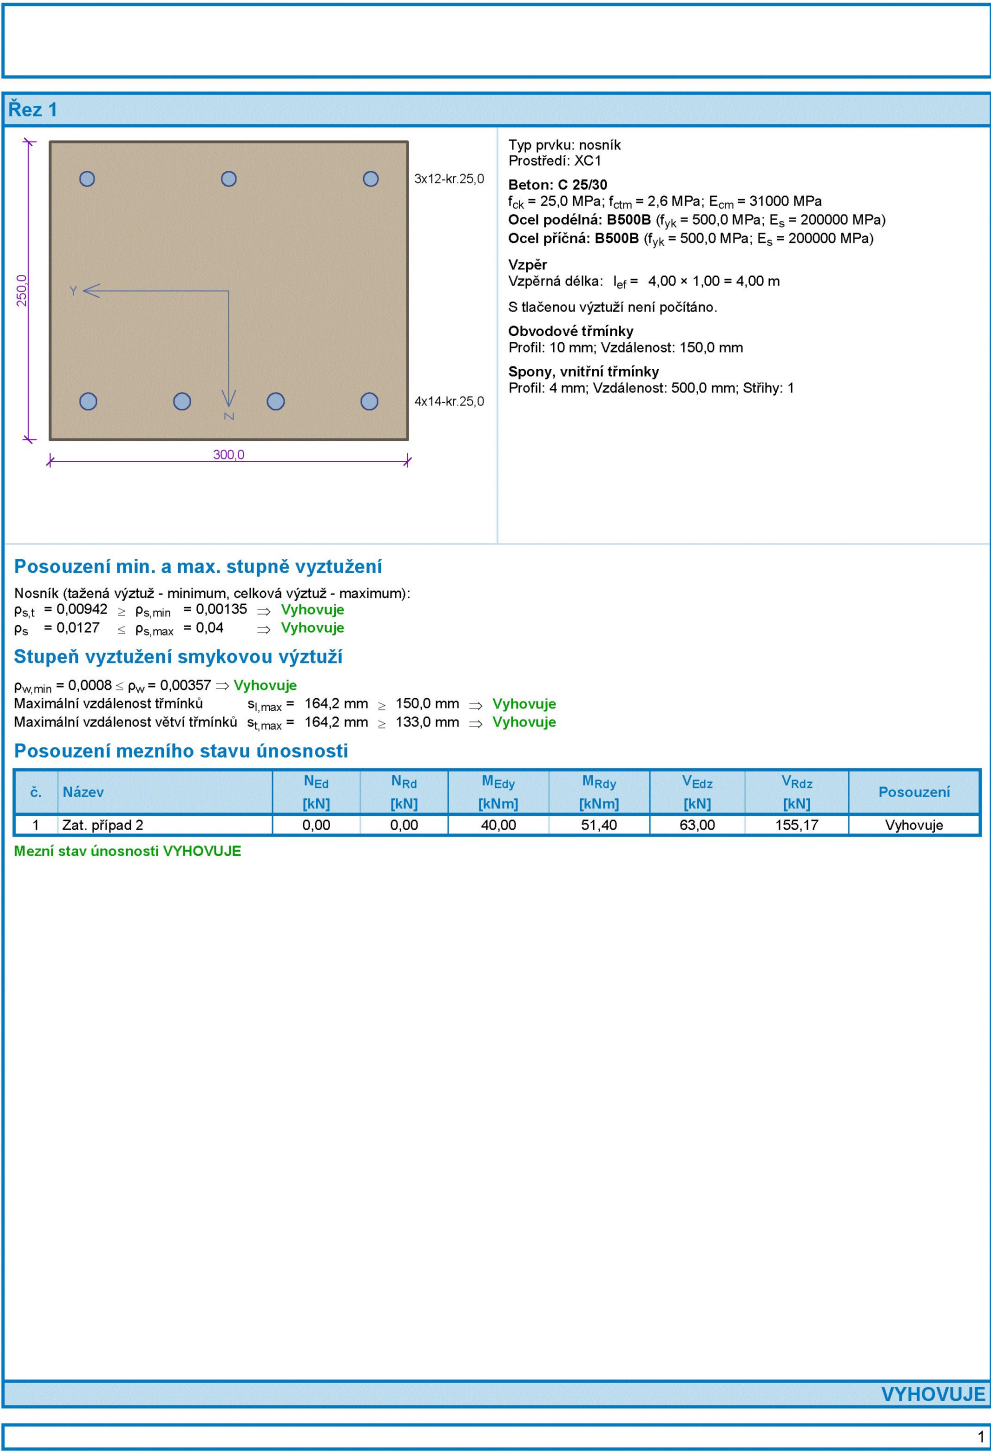 Řez 1
3x12-kr.25,0
Y
250,0
4x14-kr.25,0
Z
300,0
Typ prvku: nosník
Prostředí: XC1
Beton: C 25/30
fck = 25,0 MPa; fctm = 2,6 MPa; Ecm = 31000 MPa
Ocel podélná: B500B (fyk = 500,0 MPa; Es = 200000 MPa)
Ocel příčná: B500B (fyk = 500,0 MPa; Es = 200000 MPa)
Vzpěr
Vzpěrná délka: lef = 4,00 × 1,00 = 4,00 m
S tlačenou výztuží není počítáno.
Obvodové třmínky
Profil: 10 mm; Vzdálenost: 150,0 mm
Spony, vnitřní třmínky
Profil: 4 mm; Vzdálenost: 500,0 mm; Střihy: 1
Posouzení min. a max. stupně vyztužení
Nosník (tažená výztuž - minimum, celková výztuž - maximum):
ρs,t = 0,00942 ≥ ρs,min = 0,00135 ⇒ Vyhovuje
ρs = 0,0127 ≤ ρs,max = 0,04 ⇒ Vyhovuje
Stupeň vyztužení smykovou výztuží
ρw,min = 0,0008 ≤ ρw = 0,00357 ⇒ Vyhovuje
Maximální vzdálenost třmínků sl,max = 164,2 mm ≥ 150,0 mm ⇒ Vyhovuje
Maximální vzdálenost větví třmínků st,max = 164,2 mm ≥ 133,0 mm ⇒ Vyhovuje
Posouzení mezního stavu únosnosti
č. Název NEd [kN] NRd [kN] MEdy [kNm] MRdy [kNm] VEdz [kN] VRdz [kN] Posouzení
1 Zat. případ 2 0,00 0,00 40,00 51,40 63,00 155,17 Vyhovuje
Mezní stav únosnosti VYHOVUJE
VYHOVUJE
1